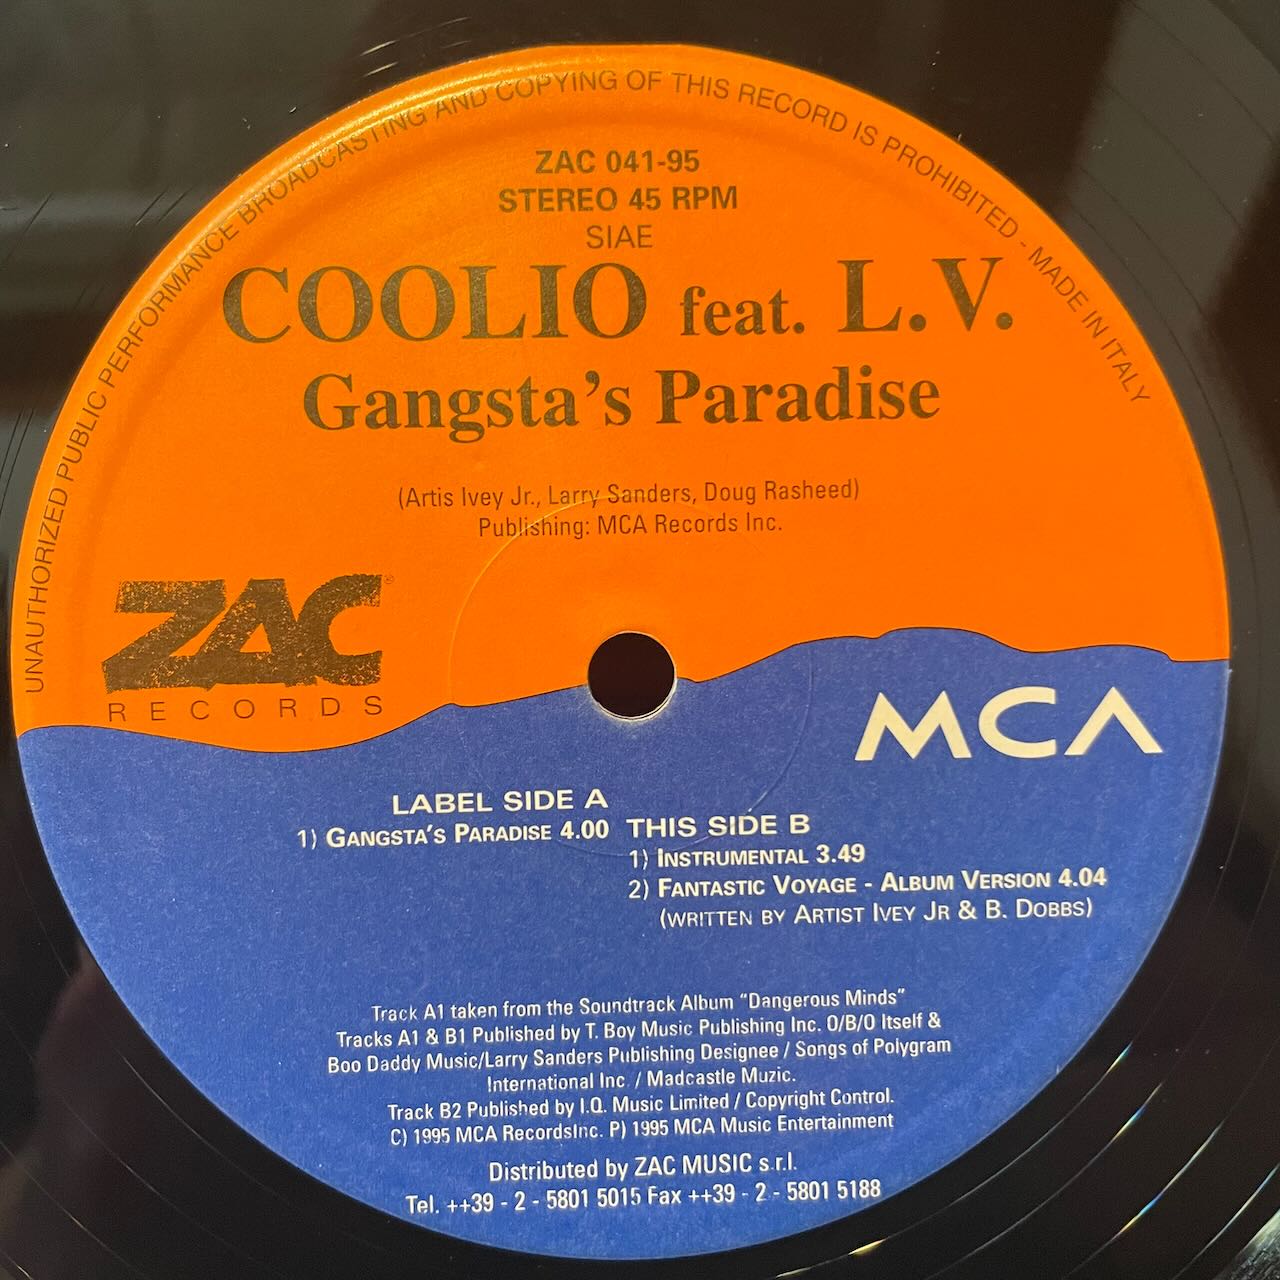 UNAUTHORIZED PUBLIC PERFORMANCE BROADCASTING AND COPYING OF THIS RECORD IS PROHIBITED - MADE IN ITALY
ZAC 041-95
STEREO 45 RPM
SIAE
COOLIO feat. L.V.
Gangsta's Paradise
(Artis Ivey Jr., Larry Sanders, Doug Rasheed)
Publishing: MCA Records Inc.
ZAC
RECORDS
MCA
LABEL SIDE A
1) GANGSTA'S PARADISE 4.00
THIS SIDE B
1) INSTRUMENTAL 3.49
2) FANTASTIC VOYAGE - ALBUM VERSION 4.04
(WRITTEN BY ARTIST IVEY JR & B. DOBBS)
Track A1 taken from the Soundtrack Album "Dangerous Minds"
Tracks A1 & B1 Published by T. Boy Music Publishing Inc. O/B/O Itself &
Boo Daddy Music/Larry Sanders Publishing Designee / Songs of Polygram
International Inc. / Madcastle Muzic.
Track B2 Published by I.Q. Music Limited / Copyright Control.
C) 1995 MCA RecordsInc. P) 1995 MCA Music Entertainment
Distributed by ZAC MUSIC s.r.l.
Tel. ++39 - 2 - 5801 5015 Fax ++39 - 2 - 5801 5188